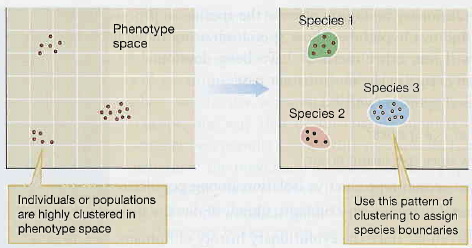 Phenotype
space
Individuals or populations
are highly clustered in
phenotype space
Species 1
Species 3
Species 2
Use this pattern of
clustering to assign
species boundaries